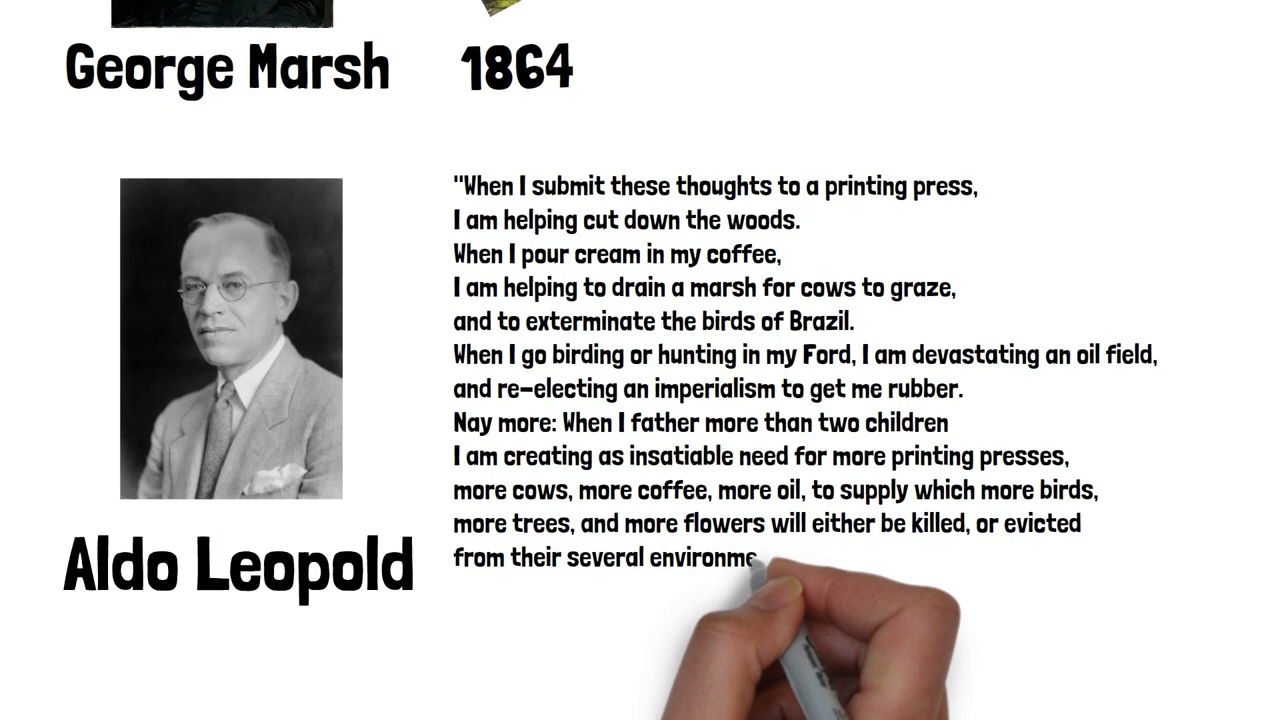 George Marsh 1864
"When I submit these thoughts to a printing press,
I am helping cut down the woods.
When I pour cream in my coffee,
I am helping to drain a marsh for cows to graze,
and to exterminate the birds of Brazil.
When I go birding or hunting in my Ford, I am devastating an oil field,
and re-electing an imperialism to get me rubber.
Nay more: When I father more than two children
I am creating as insatiable need for more printing presses,
more cows, more coffee, more oil, to supply which more birds,
more trees, and more flowers will either be killed, or evicted
from their several environme
Aldo Leopold